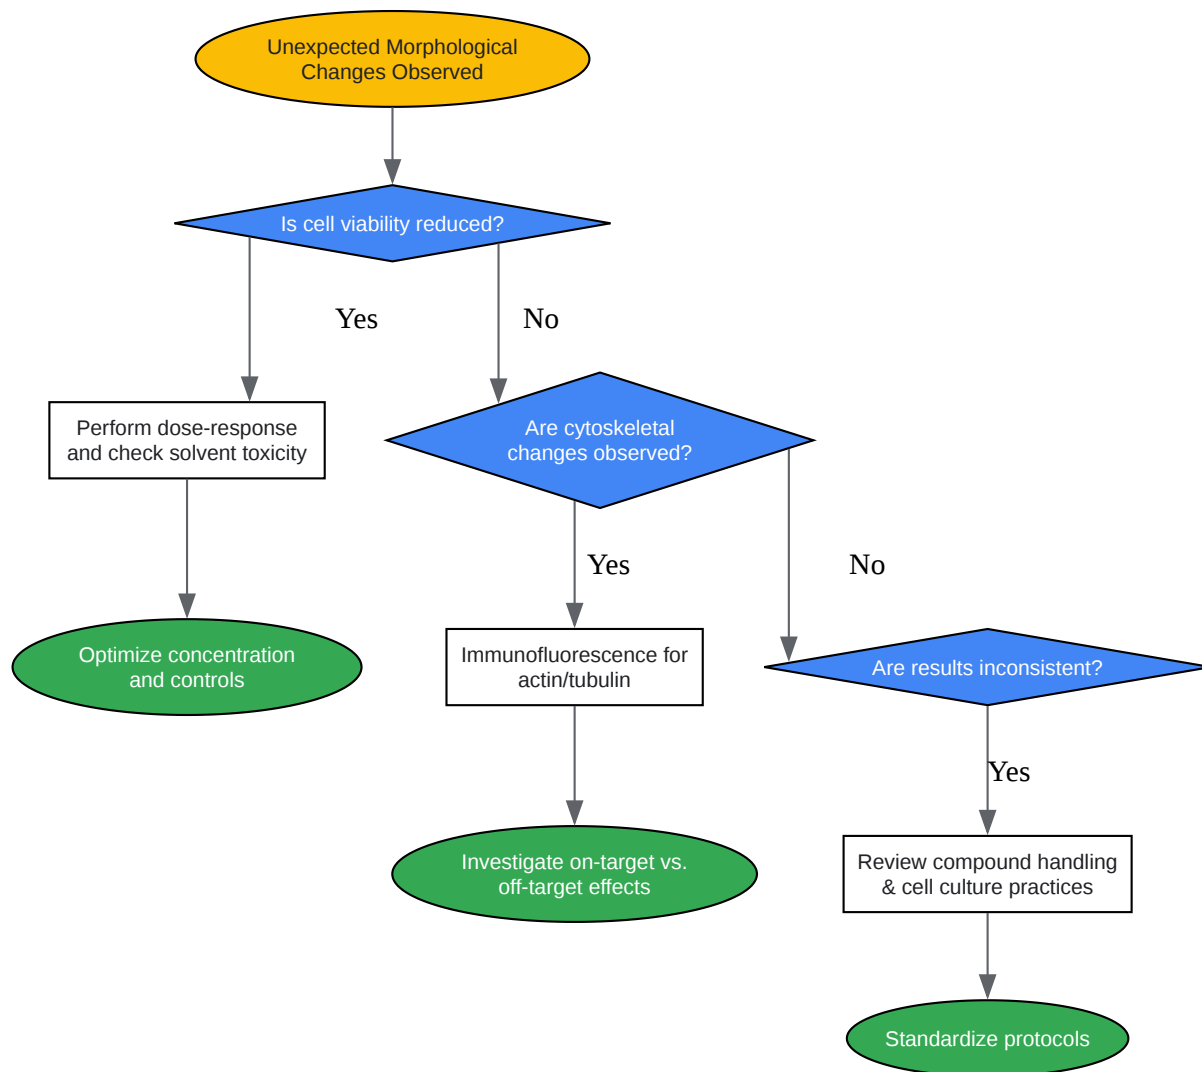 Unexpected Morphological
Changes Observed
Is cell viability reduced?
Yes
No
Perform dose-response
and check solvent toxicity
Are cytoskeletal
changes observed?
Yes
No
Optimize concentration
and controls
Immunofluorescence for
actin/tubulin
Are results inconsistent?
Yes
Investigate on-target vs.
off-target effects
Review compound handling
& cell culture practices
Standardize protocols